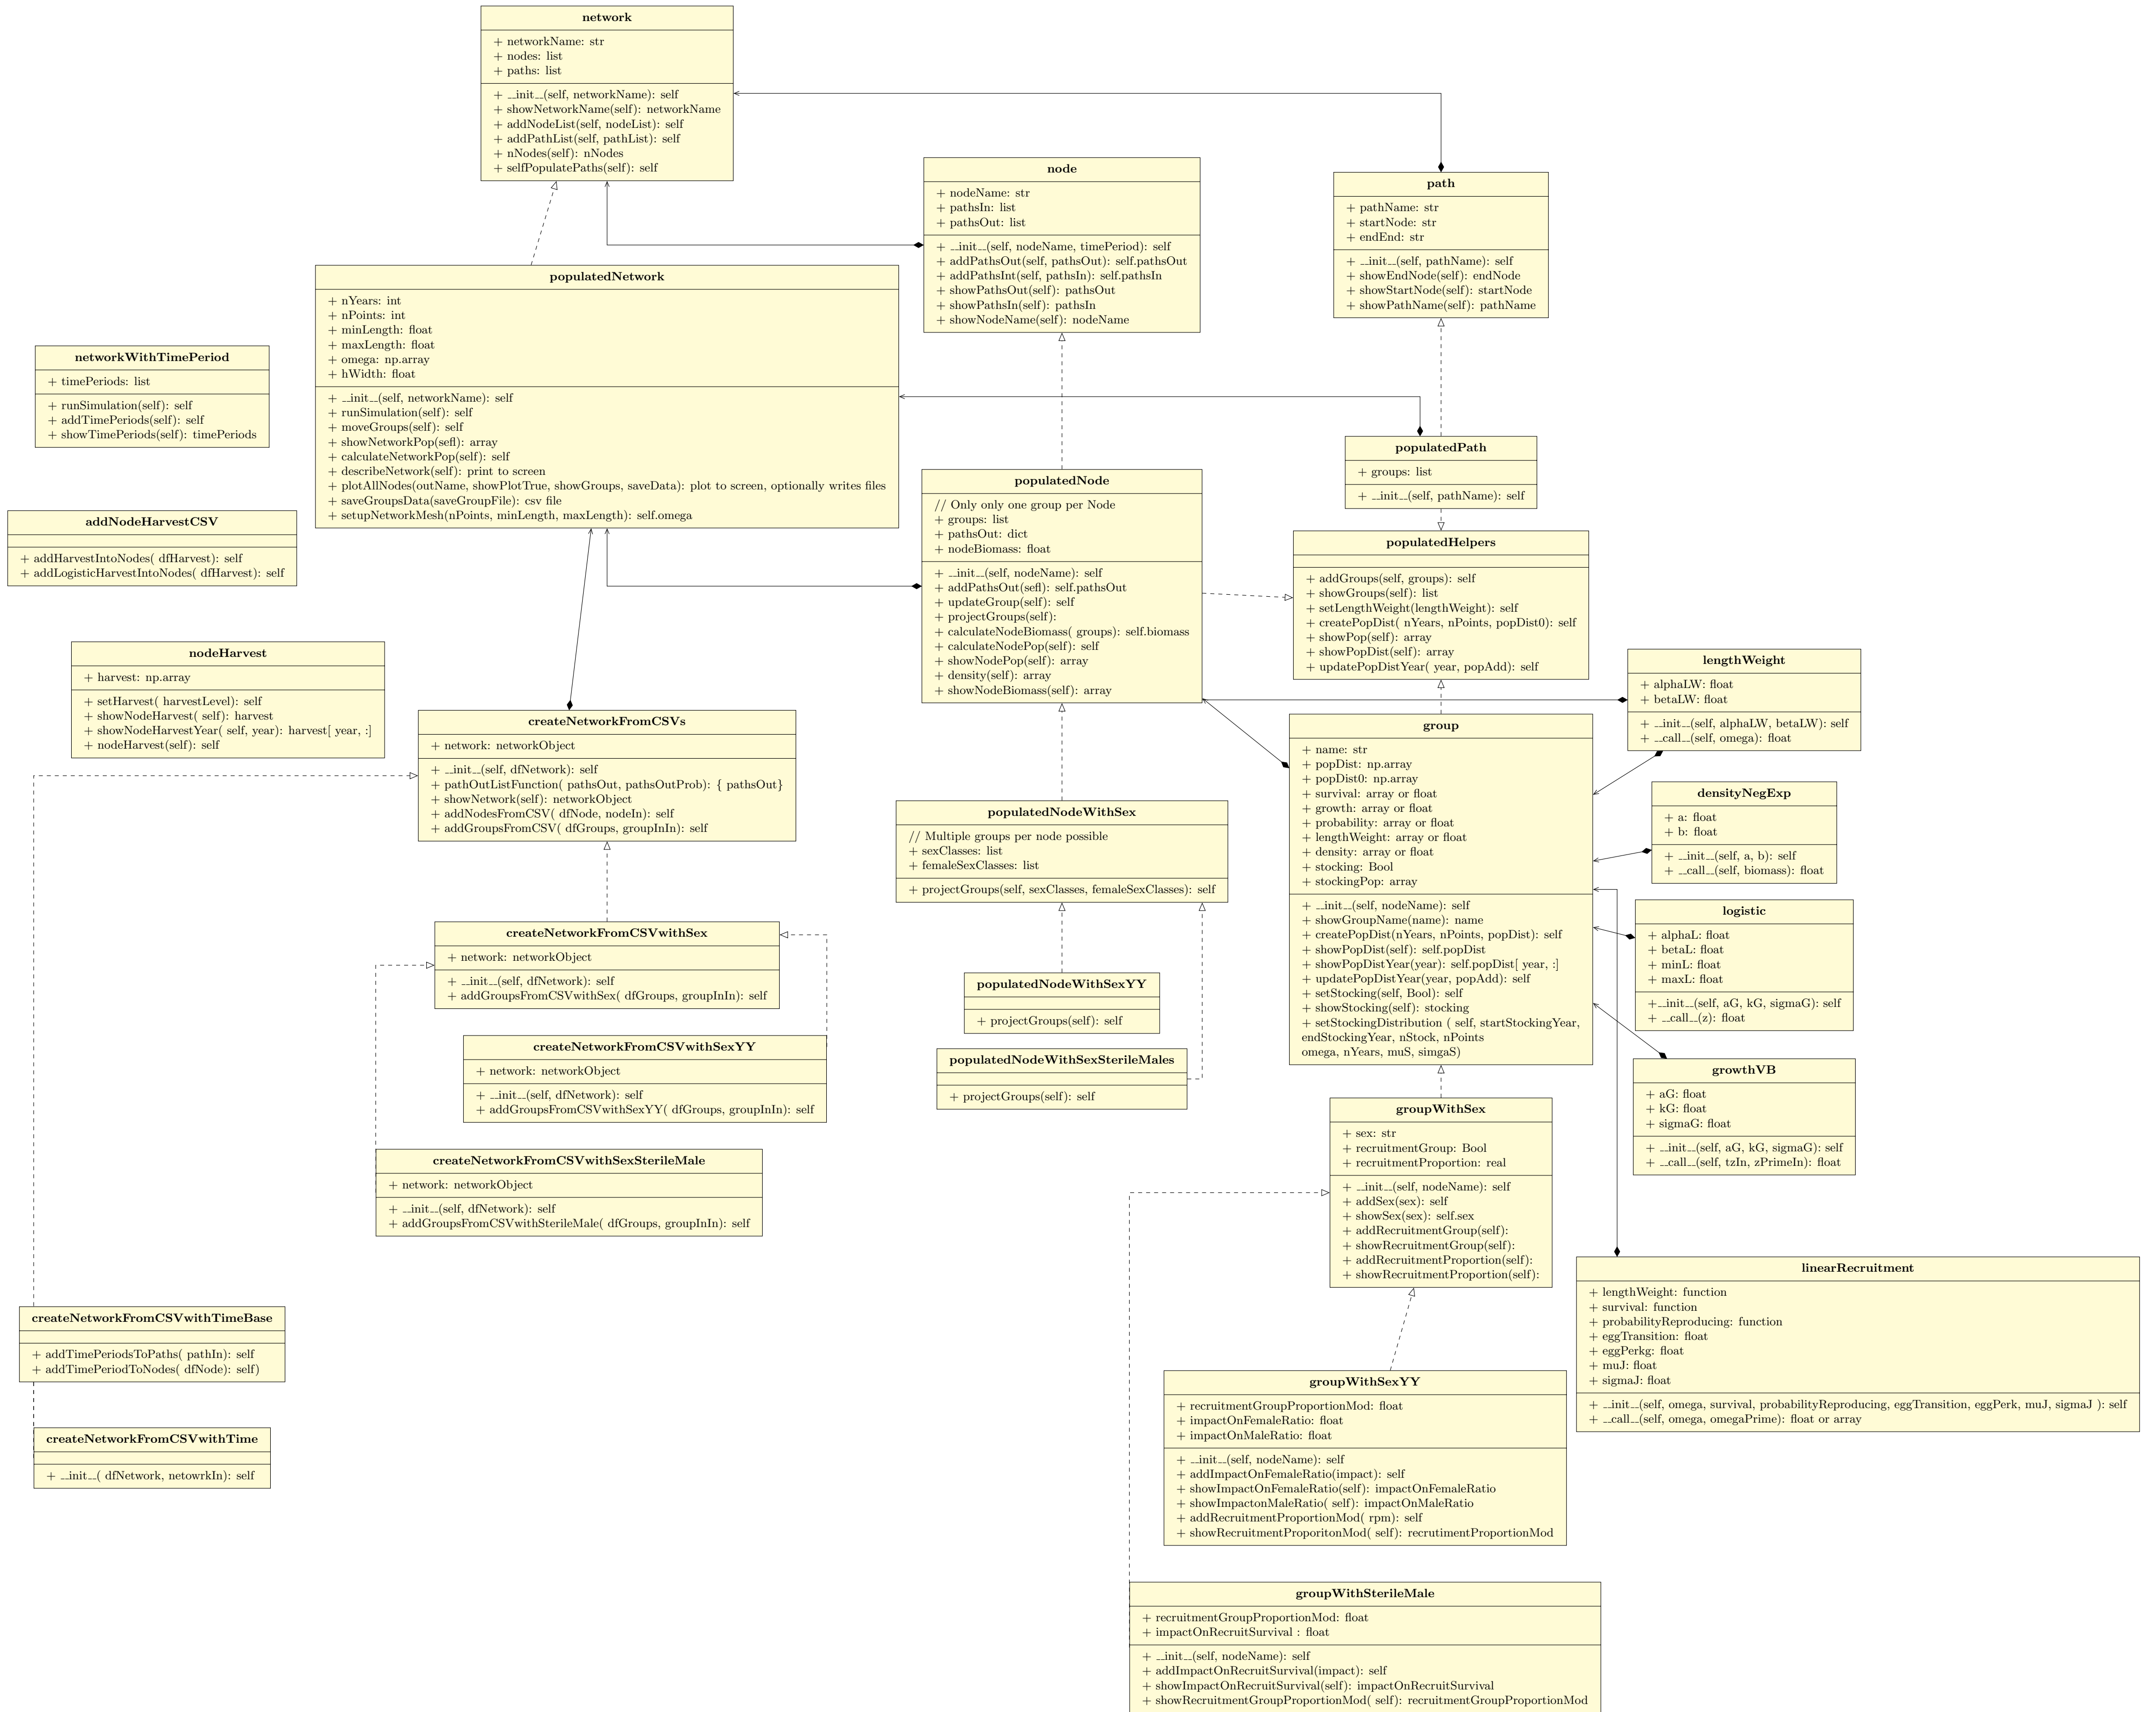 network
+ networkName: str
+ nodes: list
+ paths: list
+ __init__(self, networkName): self
+ showNetworkName(self): networkName
+ addNodeList(self, nodeList): self
+ addPathList(self, pathList): self
+ nNodes(self): nNodes
+ selfPopulatePaths(self): self
node
+ nodeName: str
+ pathsIn: list
+ pathsOut: list
+ __init__(self, nodeName, timePeriod): self
+ addPathsOut(self, pathsOut): self.pathsOut
+ addPathsInt(self, pathsIn): self.pathsIn
+ showPathsOut(self): pathsOut
+ showPathsIn(self): pathsIn
+ showNodeName(self): nodeName
path
+ pathName: str
+ startNode: str
+ endEnd: str
+ __init__(self, pathName): self
+ showEndNode(self): endNode
+ showStartNode(self): startNode
+ showPathName(self): pathName
populatedNetwork
+ nYears: int
+ nPoints: int
+ minLength: float
+ maxLength: float
+ omega: np.array
+ hWidth: float
+ __init__(self, networkName): self
+ runSimulation(self): self
+ moveGroups(self): self
+ showNetworkPop(sefl): array
+ calculateNetworkPop(self): self
+ describeNetwork(self): print to screen
+ plotAllNodes(outName, showPlotTrue, showGroups, saveData): plot to screen, optionally writes files
+ saveGroupsData(saveGroupFile): csv file
+ setupNetworkMesh(nPoints, minLength, maxLength): self.omega
networkWithTimePeriod
+ timePeriods: list
+ runSimulation(self): self
+ addTimePeriods(self): self
+ showTimePeriods(self): timePeriods
populatedPath
+ groups: list
+ __init__(self, pathName): self
populatedNode
// Only only one group per Node
+ groups: list
+ pathsOut: dict
+ nodeBiomass: float
+ __init__(self, nodeName): self
+ addPathsOut(sefl): self.pathsOut
+ updateGroup(self): self
+ projectGroups(self):
+ calculateNodeBiomass( groups): self.biomass
+ calculateNodePop(self): self
+ showNodePop(self): array
+ density(self): array
+ showNodeBiomass(self): array
addNodeHarvestCSV
+ addHarvestIntoNodes( dfHarvest): self
+ addLogisticHarvestIntoNodes( dfHarvest): self
populatedHelpers
+ addGroups(self, groups): self
+ showGroups(self): list
+ setLengthWeight(lengthWeight): self
+ createPopDist( nYears, nPoints, popDist0): self
+ showPop(self): array
+ showPopDist(self): array
+ updatePopDistYear( year, popAdd): self
nodeHarvest
+ harvest: np.array
+ setHarvest( harvestLevel): self
+ showNodeHarvest( self): harvest
+ showNodeHarvestYear( self, year): harvest[ year, :]
+ nodeHarvest(self): self
lengthWeight
+ alphaLW: float
+ betaLW: float
+ __init__(self, alphaLW, betaLW): self
+ __call__(self, omega): float
createNetworkFromCSVs
+ network: networkObject
+ __init__(self, dfNetwork): self
+ pathOutListFunction( pathsOut, pathsOutProb): { pathsOut}
+ showNetwork(self): networkObject
+ addNodesFromCSV( dfNode, nodeIn): self
+ addGroupsFromCSV( dfGroups, groupInIn): self
group
+ name: str
+ popDist: np.array
+ popDist0: np.array
+ survival: array or float
+ growth: array or float
+ probability: array or float
+ lengthWeight: array or float
+ density: array or float
+ stocking: Bool
+ stockingPop: array
+ __init__(self, nodeName): self
+ showGroupName(name): name
+ createPopDist(nYears, nPoints, popDist): self
+ showPopDist(self): self.popDist
+ showPopDistYear(year): self.popDist[ year, :]
+ updatePopDistYear(year, popAdd): self
+ setStocking(self, Bool): self
+ showStocking(self): stocking
+ setStockingDistribution ( self, startStockingYear,
endStockingYear, nStock, nPoints
omega, nYears, muS, simgaS)
densityNegExp
+ a: float
+ b: float
+ __init__(self, a, b): self
+ __call__(self, biomass): float
populatedNodeWithSex
// Multiple groups per node possible
+ sexClasses: list
+ femaleSexClasses: list
+ projectGroups(self, sexClasses, femaleSexClasses): self
logistic
+ alphaL: float
+ betaL: float
+ minL: float
+ maxL: float
+__init__(self, aG, kG, sigmaG): self
+ __call__(z): float
createNetworkFromCSVwithSex
+ network: networkObject
+ __init__(self, dfNetwork): self
+ addGroupsFromCSVwithSex( dfGroups, groupInIn): self
populatedNodeWithSexYY
+ projectGroups(self): self
createNetworkFromCSVwithSexYY
+ network: networkObject
+ __init__(self, dfNetwork): self
+ addGroupsFromCSVwithSexYY( dfGroups, groupInIn): self
populatedNodeWithSexSterileMales
+ projectGroups(self): self
growthVB
+ aG: float
+ kG: float
+ sigmaG: float
+ __init__(self, aG, kG, sigmaG): self
+ __call__(self, tzIn, zPrimeIn): float
groupWithSex
+ sex: str
+ recruitmentGroup: Bool
+ recruitmentProportion: real
+ __init__(self, nodeName): self
+ addSex(sex): self
+ showSex(sex): self.sex
+ addRecruitmentGroup(self):
+ showRecruitmentGroup(self):
+ addRecruitmentProportion(self):
+ showRecruitmentProportion(self):
createNetworkFromCSVwithSexSterileMale
+ network: networkObject
+ __init__(self, dfNetwork): self
+ addGroupsFromCSVwithSterileMale( dfGroups, groupInIn): self
linearRecruitment
+ lengthWeight: function
+ survival: function
+ probabilityReproducing: function
+ eggTransition: float
+ eggPerkg: float
+ muJ: float
+ sigmaJ: float
+ __init__(self, omega, survival, probabilityReproducing, eggTransition, eggPerk, muJ, sigmaJ ): self
+ __call__(self, omega, omegaPrime): float or array
createNetworkFromCSVwithTimeBase
+ addTimePeriodsToPaths( pathIn): self
+ addTimePeriodToNodes( dfNode): self)
groupWithSexYY
+ recruitmentGroupProportionMod: float
+ impactOnFemaleRatio: float
+ impactOnMaleRatio: float
+ __init__(self, nodeName): self
+ addImpactOnFemaleRatio(impact): self
+ showImpactOnFemaleRatio(self): impactOnFemaleRatio
+ showImpactonMaleRatio( self): impactOnMaleRatio
+ addRecruitmentProportionMod( rpm): self
+ showRecruitmentProporitonMod( self): recrutimentProportionMod
createNetworkFromCSVwithTime
+ __init__( dfNetwork, netowrkIn): self
groupWithSterileMale
+ recruitmentGroupProportionMod: float
+ impactOnRecruitSurvival : float
+ __init__(self, nodeName): self
+ addImpactOnRecruitSurvival(impact): self
+ showImpactOnRecruitSurvival(self): impactOnRecruitSurvival
+ showRecruitmentGroupProportionMod( self): recruitmentGroupProportionMod